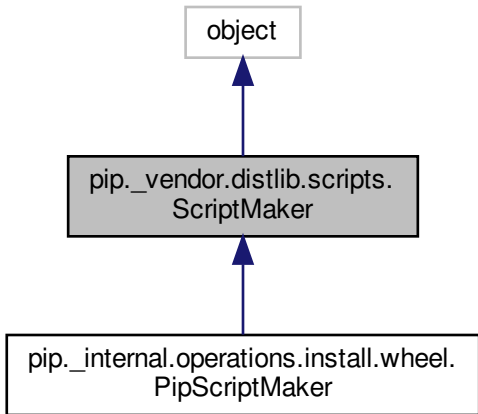 object
pip._vendor.distlib.scripts.
ScriptMaker
pip._internal.operations.install.wheel.
PipScriptMaker